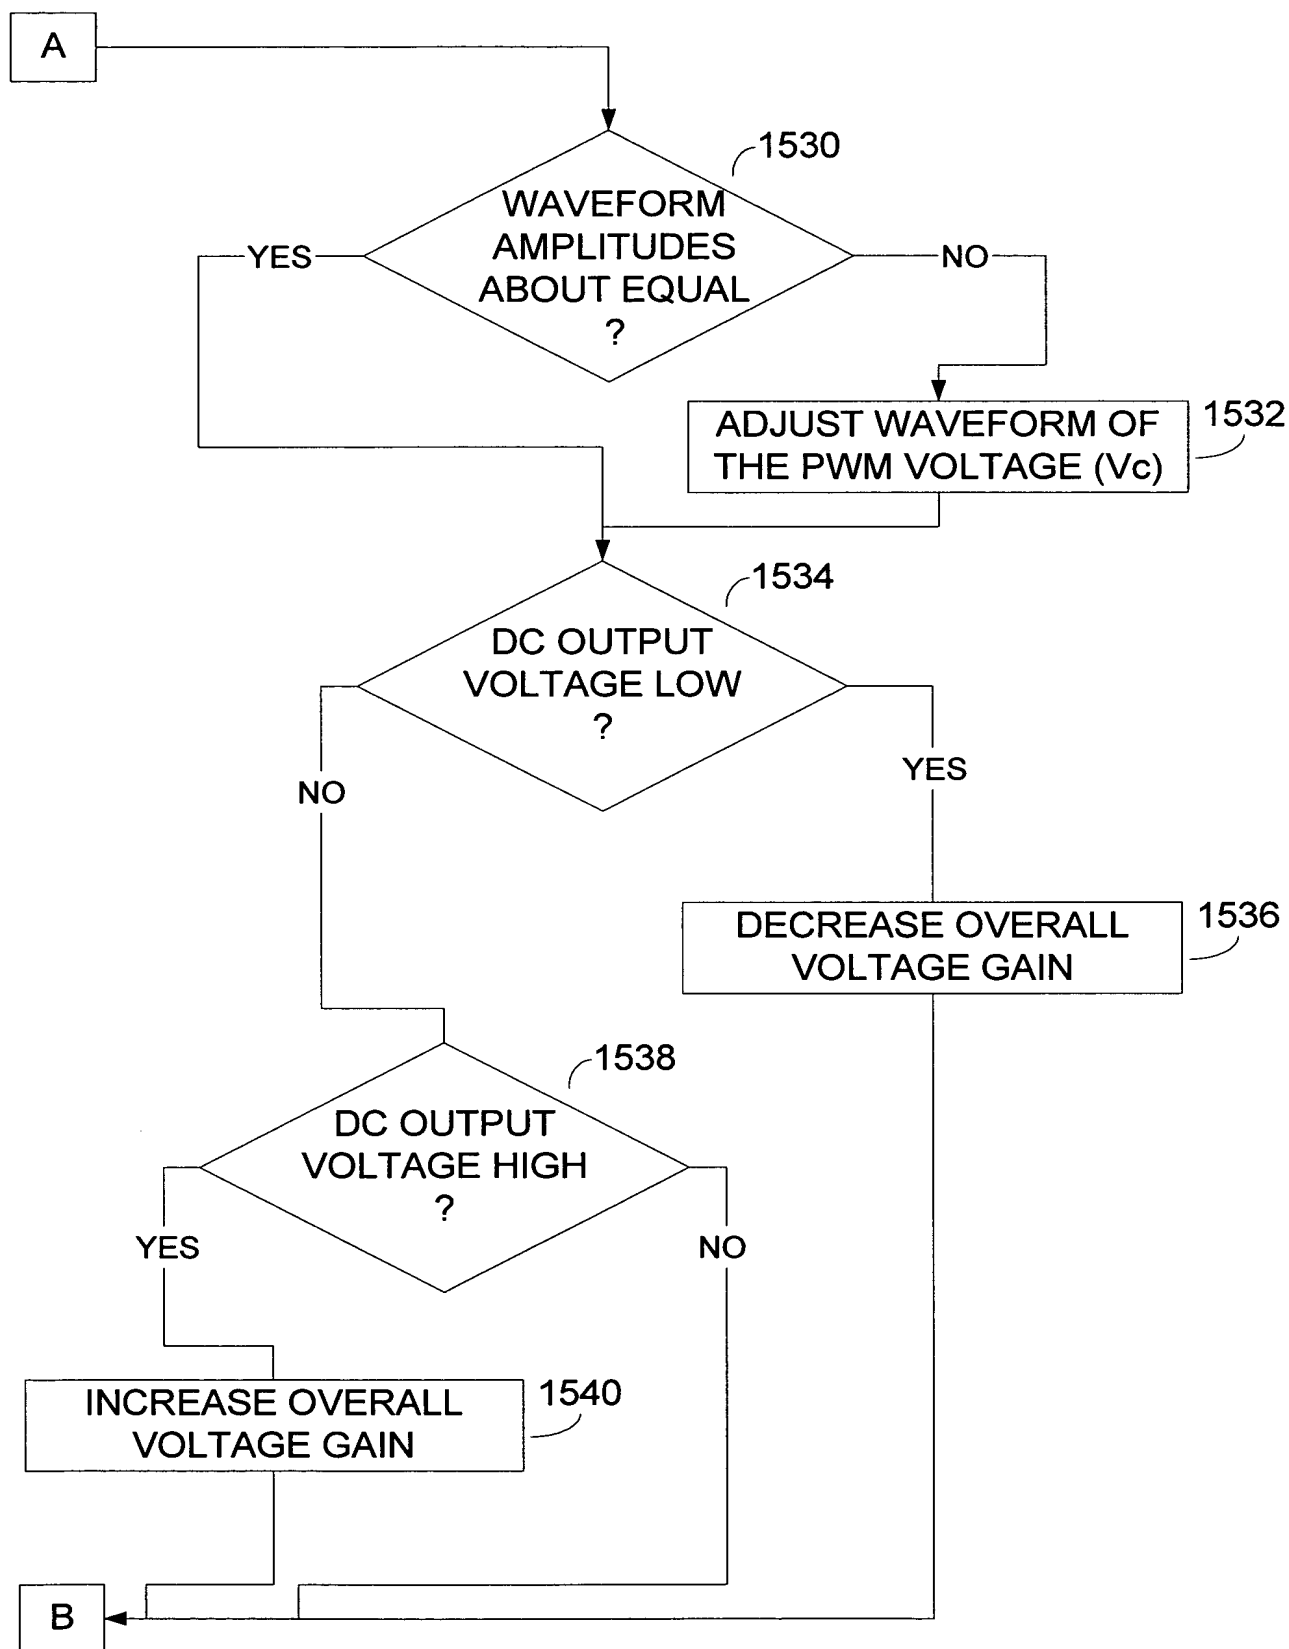 A
1530
WAVEFORM
AMPLITUDES
ABOUT EQUAL
?
YES
NO
ADJUST WAVEFORM OF
THE PWM VOLTAGE (Vc)
1532
1534
DC OUTPUT
VOLTAGE LOW
?
NO
YES
DECREASE OVERALL
VOLTAGE GAIN
1536
1538
DC OUTPUT
VOLTAGE HIGH
?
YES
NO
INCREASE OVERALL
VOLTAGE GAIN
1540
B